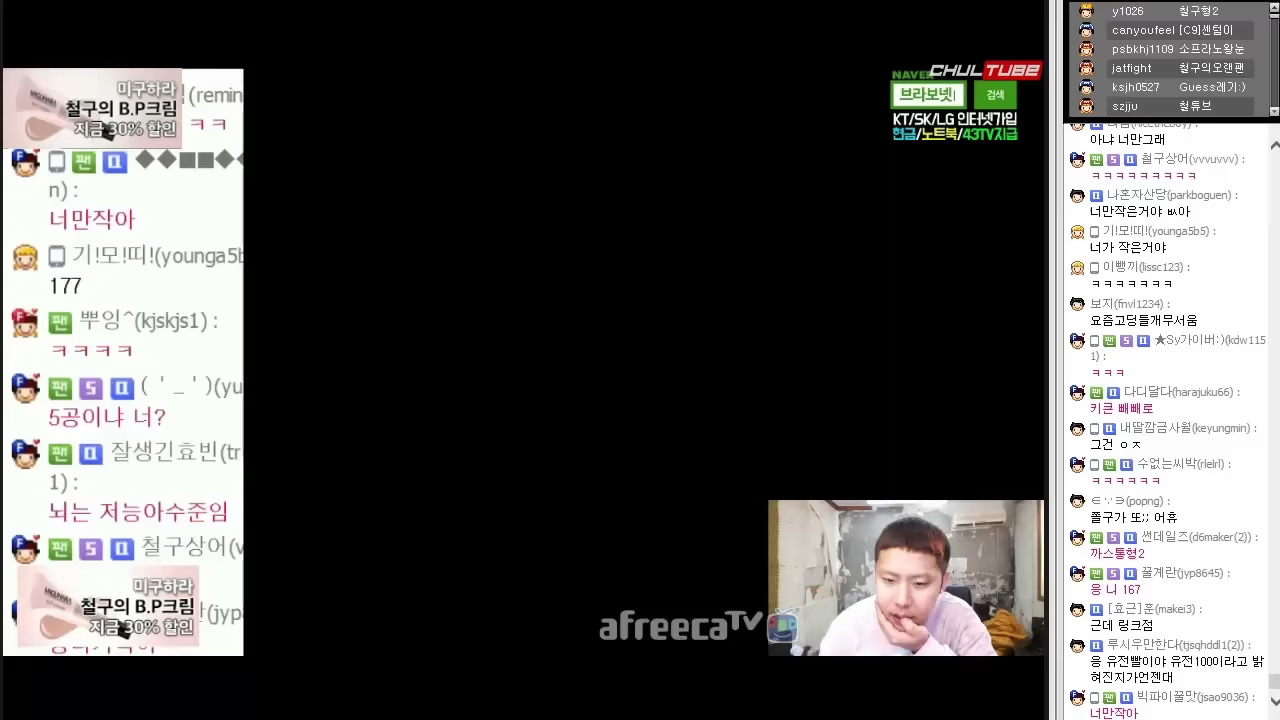 미구하라
철구의 B.P크림
지금 30% 할인
!(remin
ㅋㅋ
팬
n) :
너만작아
기!모!띠!(younga5b5
177
팬 뿌잉^(kjskjs1) :
ㅋㅋㅋㅋ
팬 S ( ' _ ' )(yu
5공이냐 너?
팬 잘생긴효빈(tr
1) :
뇌는 저능아수준임
팬 S 철구상어(v
미구하라
철구의 B.P크림
지금 30% 할인
(jyp8
NAVER
CHULTUBE
브라보넷
검색
KT/SK/LG 인터넷가입
현금/노트북/43TV지급
afreecaTV
y1026 철구형2
canyoufeel [C9]센텀이
psbkhj1109 소프라노왕눈
jatfight 철구의오랜팬
ksjh0527 Guess레기:)
szjju 철튜브
아냐 너만그래
팬 S 철구상어(vvvuvvv) :
ㅋㅋㅋㅋㅋㅋㅋㅋㅋ
나혼자산당(parkboguen) :
너만작은거야 ㅄ아
기!모!띠!(younga5b5) :
너가 작은거야
이뺑끼(lissc123) :
ㅋㅋㅋㅋㅋㅋㅋ
보지(fnvl1234) :
요즘고딩들개무서움
팬 S ★Sy가이버:)(kdw115
1) :
ㅋㅋㅋ
팬 다디달다(harajuku66) :
키큰 빼빼로
내딸깜금사월(keyungmin) :
그건 ㅇㅈ
팬 수없는씨박(rlelrl) :
ㅋㅋㅋㅋㅋㅋ
∈∵∋(popng) :
쫄구가 또;; 어휴
팬 S 썬데일즈(d6maker(2)) :
까스통형2
팬 S 꿀계란(jyp8645) :
응 니 167
[효근]훈(makei3) :
근데 링크점
루시우만한다(tjsqhddl1(2)) :
응 유전빨이야 유전100이라고 밝
혀진지가언젠대
팬 빅파이꿀맛(jsao9036) :
너만작아